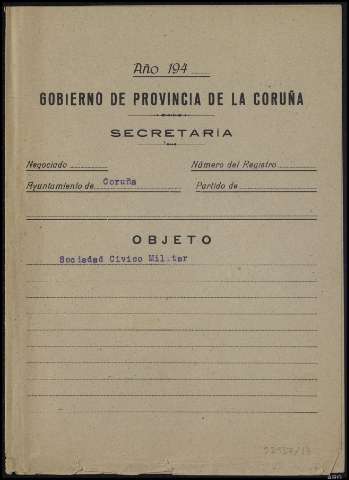 Año 194
GOBIERNO DE PROVINCIA DE LA CORUÑA
SECRETARÍA
Negociado
Número del Registro
Ayuntamiento de Coruña
Partido de
OBJETO
Sociedad Civico Militar